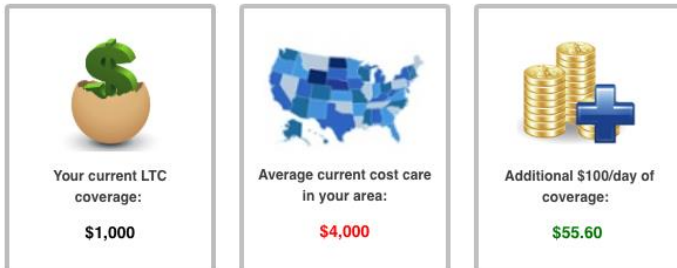 Your current LTC
coverage:
$1,000
Average current cost care
in your area:
$4,000
Additional $100/day of
coverage:
$55.60